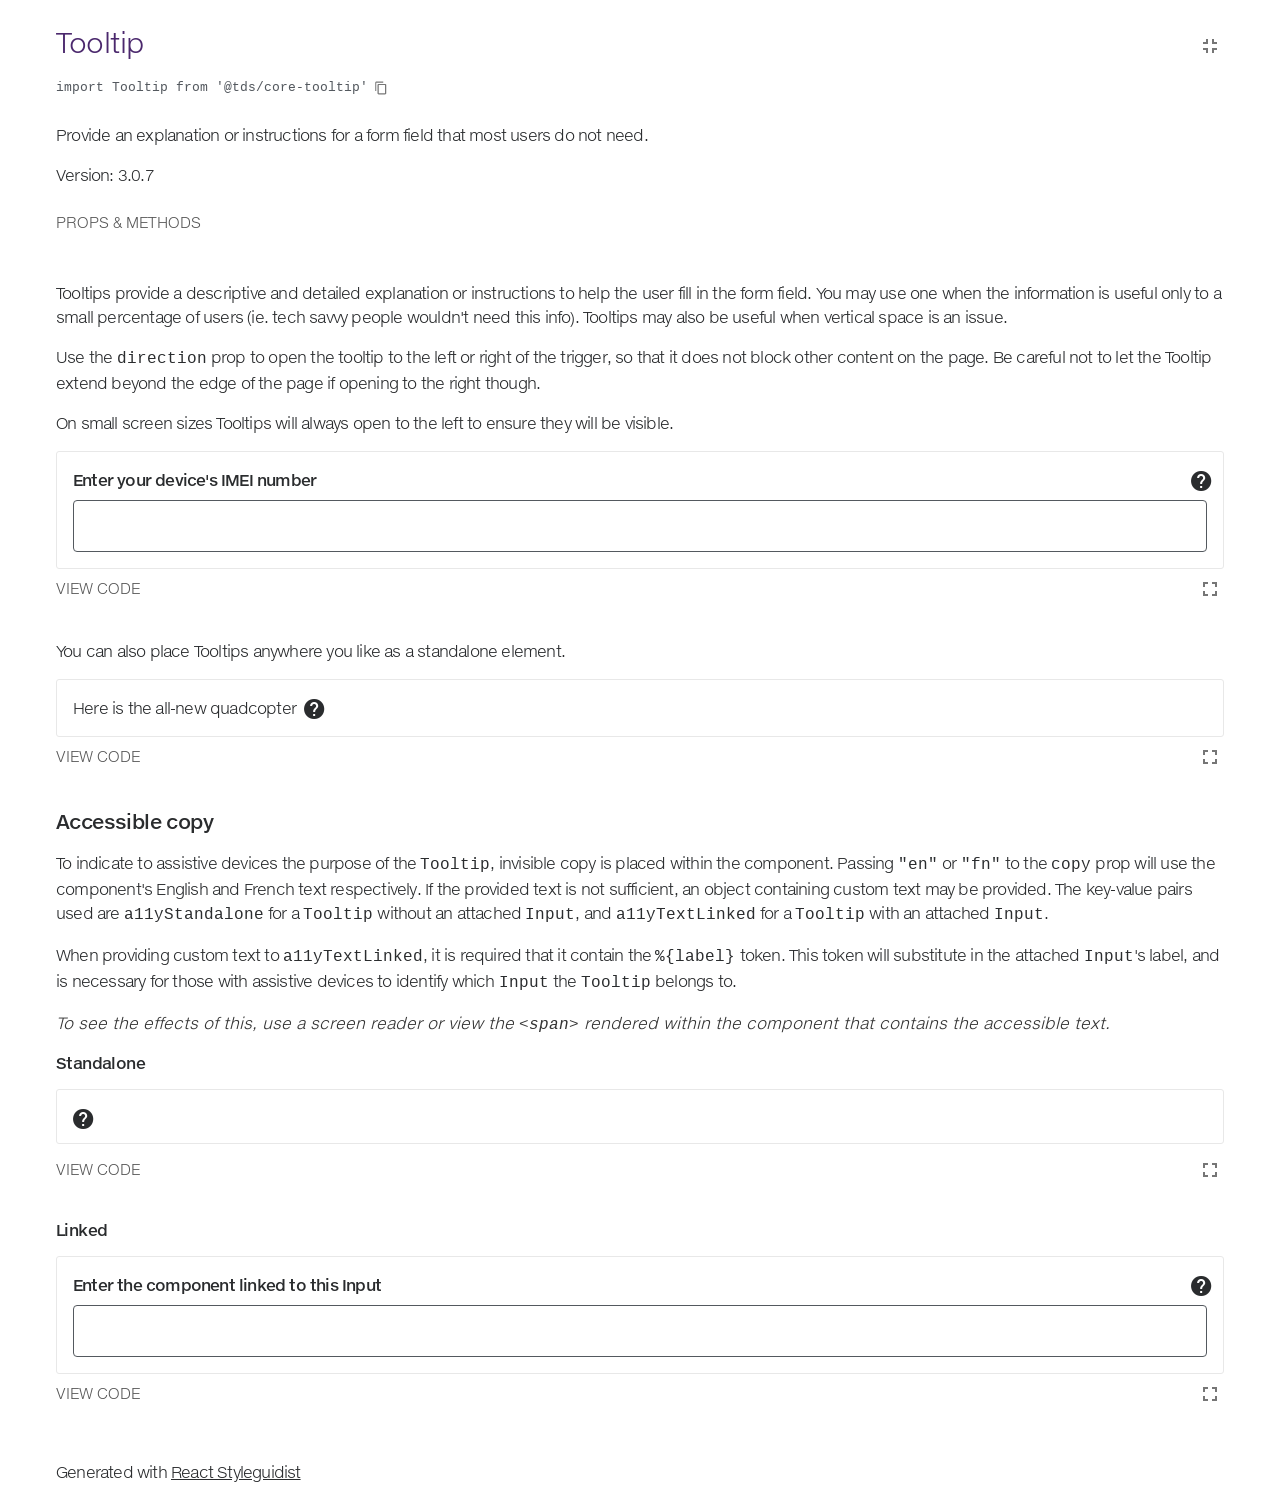 Tooltip
import Tooltip from '@tds/core-tooltip'
Provide an explanation or instructions for a form field that most users do not need.
Version: 3.0.7
PROPS & METHODS
Tooltips provide a descriptive and detailed explanation or instructions to help the user fill in the form field. You may use one when the information is useful only to a
small percentage of users (ie. tech savvy people wouldn't need this info). Tooltips may also be useful when vertical space is an issue.
Use the direction prop to open the tooltip to the left or right of the trigger, so that it does not block other content on the page. Be careful not to let the Tooltip
extend beyond the edge of the page if opening to the right though.
On small screen sizes Tooltips will always open to the left to ensure they will be visible.
Enter your device's IMEI number
VIEW CODE
You can also place Tooltips anywhere you like as a standalone element.
Here is the all-new quadcopter
VIEW CODE
Accessible copy
To indicate to assistive devices the purpose of the Tooltip, invisible copy is placed within the component. Passing "en" or "fn" to the copy prop will use the
component's English and French text respectively. If the provided text is not sufficient, an object containing custom text may be provided. The key-value pairs
used are a11yStandalone for a Tooltip without an attached Input, and a11yTextLinked for a Tooltip with an attached Input.
When providing custom text to a11yTextLinked, it is required that it contain the %{label} token. This token will substitute in the attached Input's label, and
is necessary for those with assistive devices to identify which Input the Tooltip belongs to.
To see the effects of this, use a screen reader or view the <span> rendered within the component that contains the accessible text.
Standalone
VIEW CODE
Linked
Enter the component linked to this Input
VIEW CODE
Generated with React Styleguidist